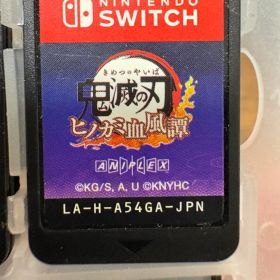 NINTENDO
SWITCH
きめつのやいば
鬼滅の刃
ヒノカミ血風譚
ANIPLEX
©KG/S, A, U ©KNYHC
LA-H-A54GA-JPN